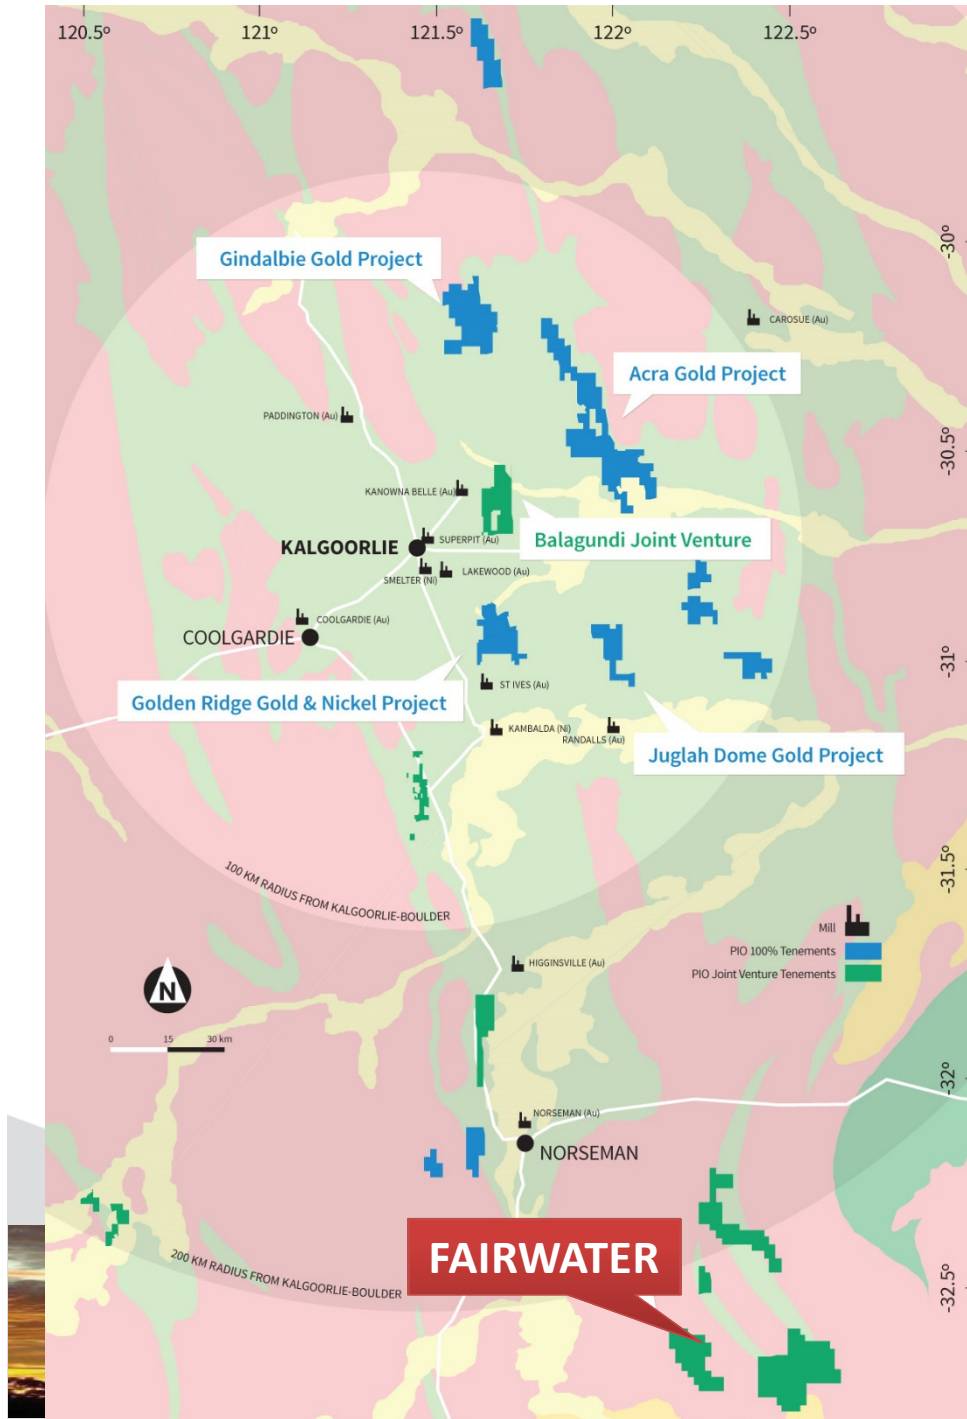 120.5º
121º
121.5º
122º
122.5º
-30º
Gindalbie Gold Project
CAROSUE (Au)
Acra Gold Project
PADDINGTON (Au)
-30.5º
KANOWNA BELLE (Au)
KALGOORLIE
SUPERPIT (Au)
Balagundi Joint Venture
SMELTER (Ni)
LAKEWOOD (Au)
COOLGARDIE (Au)
COOLGARDIE
-31º
ST IVES (Au)
Golden Ridge Gold & Nickel Project
KAMBALDA (Ni)
RANDALLS (Au)
Juglah Dome Gold Project
-31.5º
100 KM RADIUS FROM KALGOORLIE-BOULDER
Mill
PIO 100% Tenements
PIO Joint Venture Tenements
HIGGINSVILLE (Au)
N
0 15 30 km
-32º
NORSEMAN (Au)
NORSEMAN
200 KM RADIUS FROM KALGOORLIE-BOULDER
FAIRWATER
-32.5º